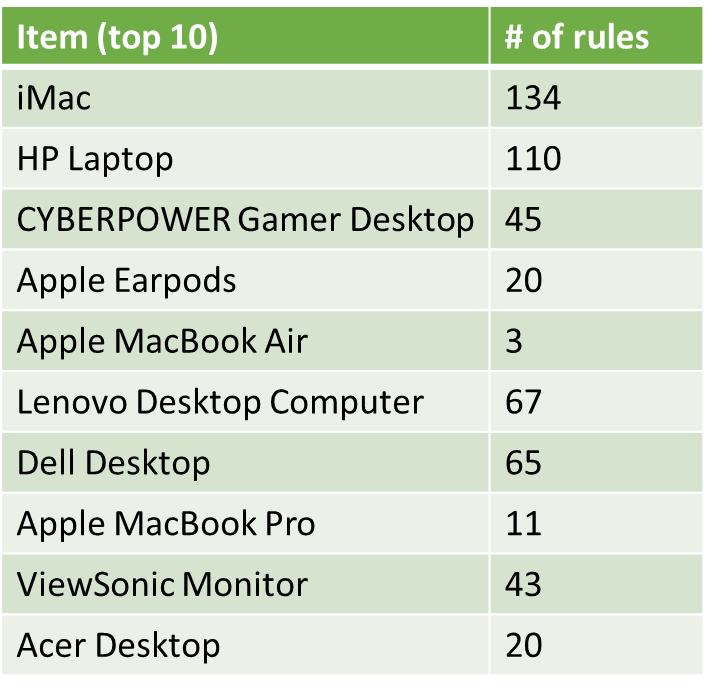 Item (top 10) # of rules
iMac 134
HP Laptop 110
CYBERPOWER Gamer Desktop 45
Apple Earpods 20
Apple MacBook Air 3
Lenovo Desktop Computer 67
Dell Desktop 65
Apple MacBook Pro 11
ViewSonic Monitor 43
Acer Desktop 20